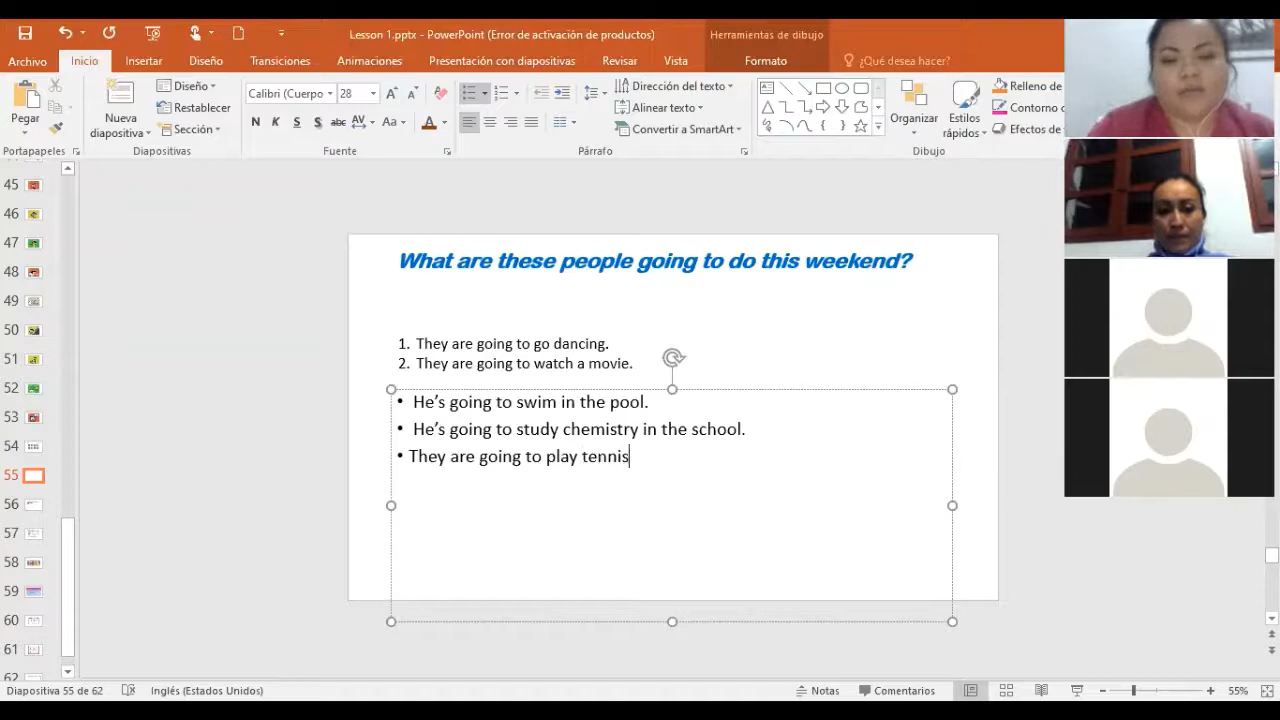 Lesson 1.pptx - PowerPoint (Error de activación de productos)
Herramientas de dibujo
Archivo Inicio Insertar Diseño Transiciones Animaciones Presentación con diapositivas Revisar Vista Formato ¿Qué desea hacer?
Pegar
Portapapeles
Nueva diapositiva
Diseño
Restablecer
Sección
Diapositivas
Calibri (Cuerpo 28
N K S S abc AV Aa A
Fuente
Dirección del texto
Alinear texto
Convertir a SmartArt
Párrafo
Organizar
Estilos rápidos
Relleno de
Contorno d
Efectos de
Dibujo
45
46
47
48
49
50
51
52
53
54
55
56
57
58
59
60
61
62
What are these people going to do this weekend?
1. They are going to go dancing.
2. They are going to watch a movie.
• He's going to swim in the pool.
• He's going to study chemistry in the school.
• They are going to play tennis
Diapositiva 55 de 62 Inglés (Estados Unidos) Notas Comentarios 55%